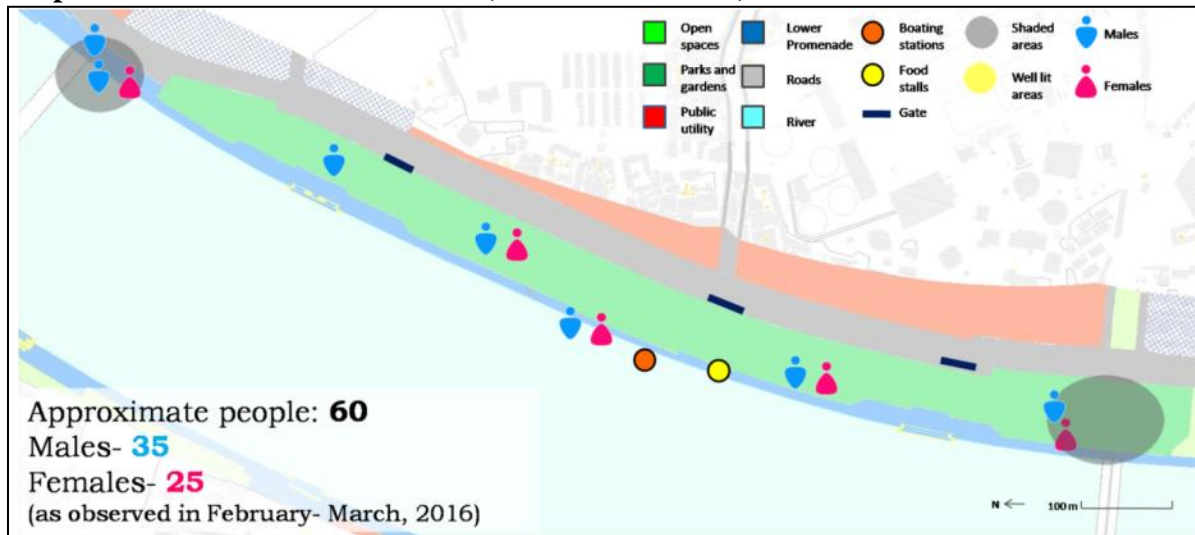 Open
spaces
Parks and
gardens
Public
utility
Lower
Promenade
Roads
River
Boating
stations
Food
stalls
Gate
Shaded
areas
Well lit
areas
Males
Females
Approximate people: 60
Males- 35
Females- 25
(as observed in February- March, 2016)
N ← 100 m